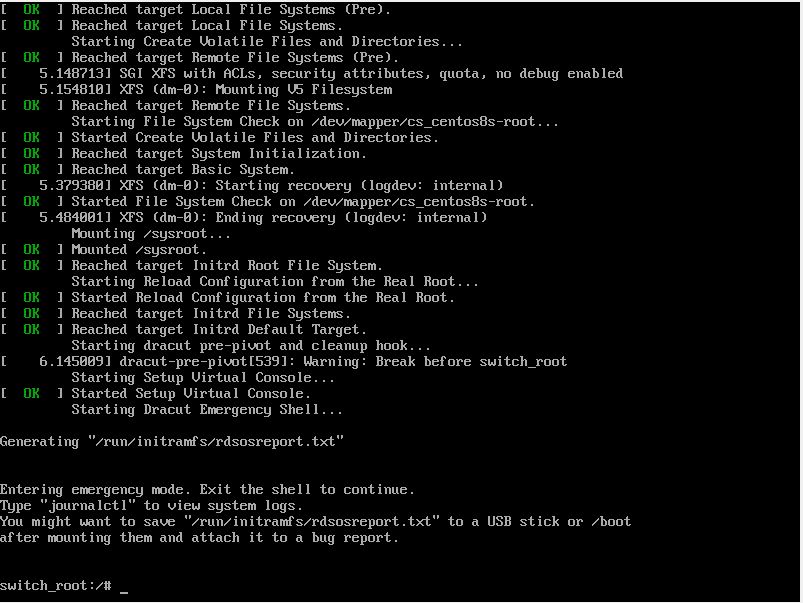 [  OK  ] Reached target Local File Systems (Pre).
[  OK  ] Reached target Local File Systems.
         Starting Create Volatile Files and Directories...
[  OK  ] Reached target Remote File Systems (Pre).
[    5.148713] SGI XFS with ACLs, security attributes, quota, no debug enabled
[    5.154810] XFS (dm-0): Mounting V5 Filesystem
[  OK  ] Reached target Remote File Systems.
         Starting File System Check on /dev/mapper/cs_centos8s-root...
[  OK  ] Started Create Volatile Files and Directories.
[  OK  ] Reached target System Initialization.
[  OK  ] Reached target Basic System.
[    5.379380] XFS (dm-0): Starting recovery (logdev: internal)
[  OK  ] Started File System Check on /dev/mapper/cs_centos8s-root.
[    5.484001] XFS (dm-0): Ending recovery (logdev: internal)
         Mounting /sysroot...
[  OK  ] Mounted /sysroot.
[  OK  ] Reached target Initrd Root File System.
         Starting Reload Configuration from the Real Root...
[  OK  ] Started Reload Configuration from the Real Root.
[  OK  ] Reached target Initrd File Systems.
[  OK  ] Reached target Initrd Default Target.
         Starting dracut pre-pivot and cleanup hook...
[    6.145009] dracut-pre-pivot[539]: Warning: Break before switch_root
         Starting Setup Virtual Console...
[  OK  ] Started Setup Virtual Console.
         Starting Dracut Emergency Shell...
Generating "/run/initramfs/rdsosreport.txt"
Entering emergency mode. Exit the shell to continue.
Type "journalctl" to view system logs.
You might want to save "/run/initramfs/rdsosreport.txt" to a USB stick or /boot
after mounting them and attach it to a bug report.
switch_root:/# _